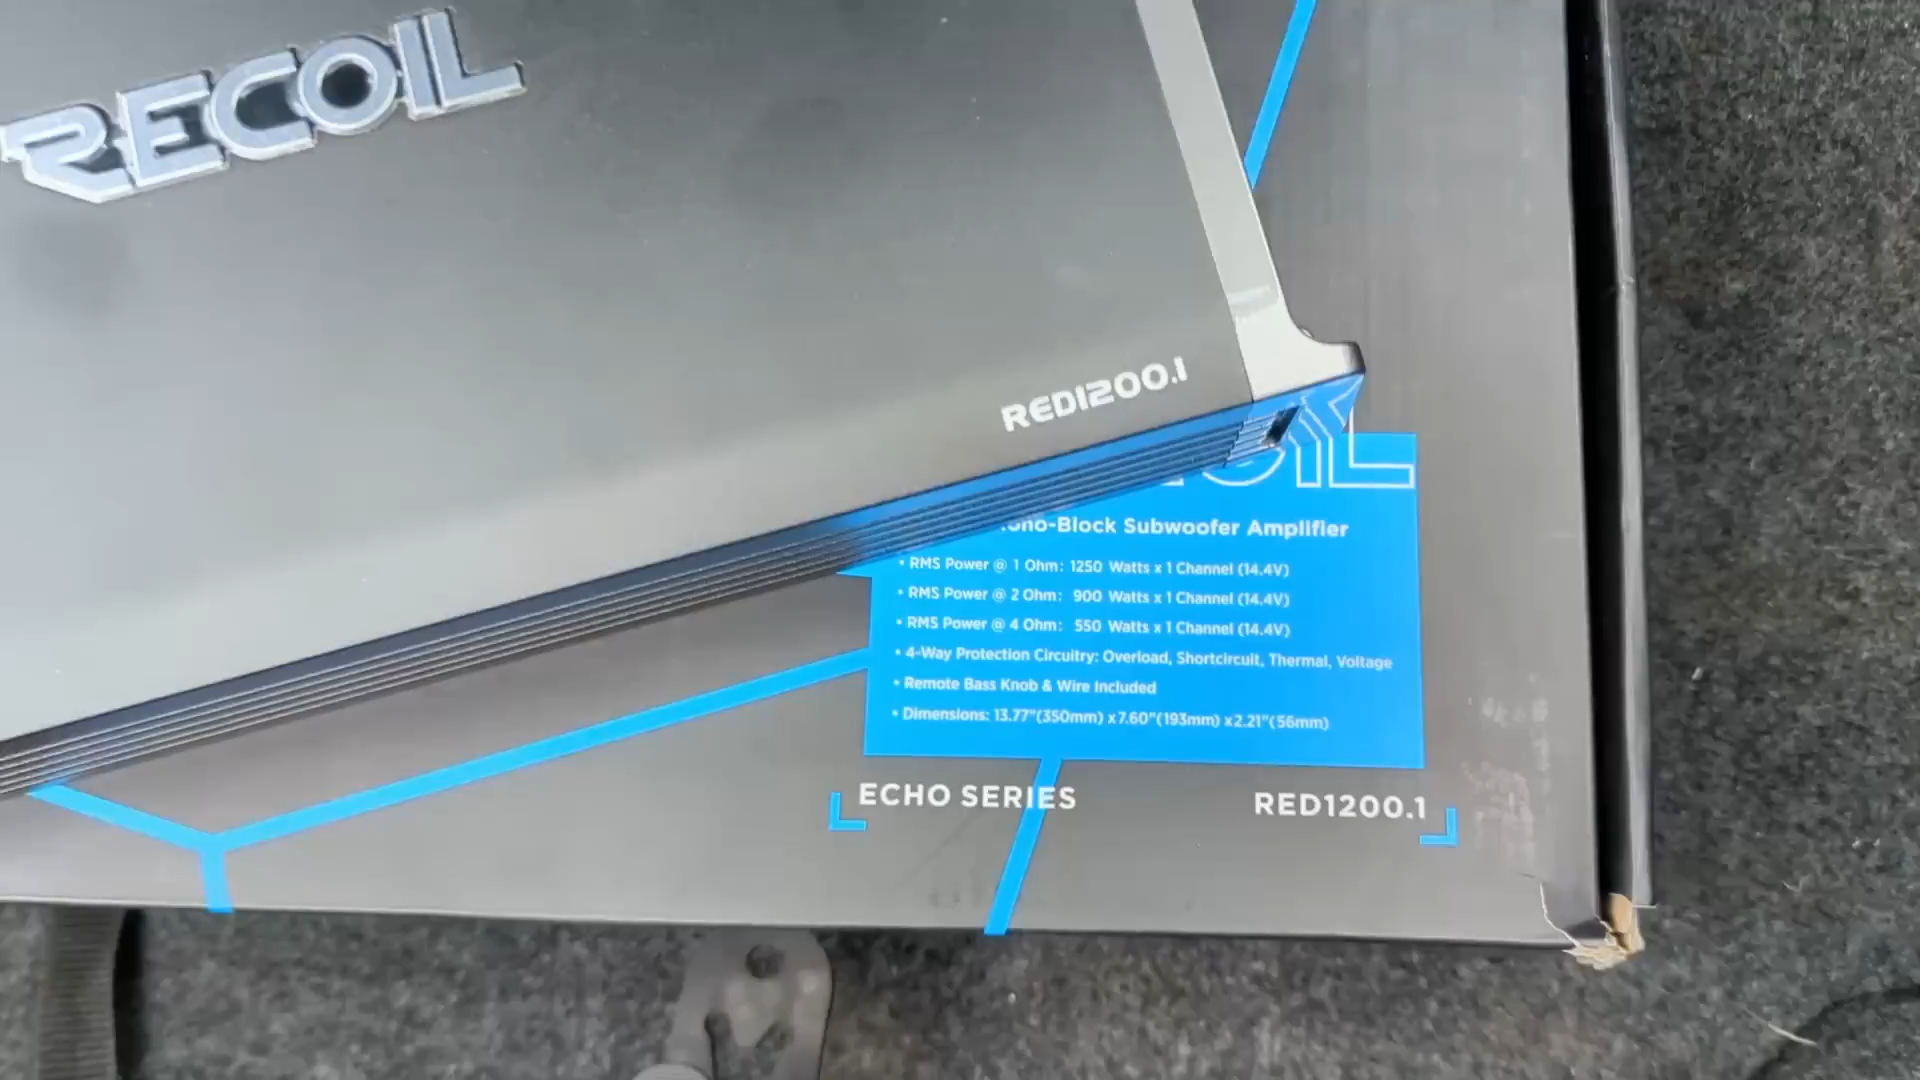 RECOIL
RED1200.1
Subwoofer Amplifier
• RMS Power @ 1 Ohm: 1250 Watts x 1 Channel (14.4V)
• RMS Power @ 2 Ohm: 900 Watts x 1 Channel (14.4V)
• RMS Power @ 4 Ohm: 550 Watts x 1 Channel (14.4V)
• 4-Way Protection Circuitry: Overload, Shortcircuit, Thermal, Voltage
• Remote Bass Knob & Wire Included
• Dimensions: 13.77"(350mm) x7.60"(193mm) x2.21"(56mm)
ECHO SERIES
RED1200.1